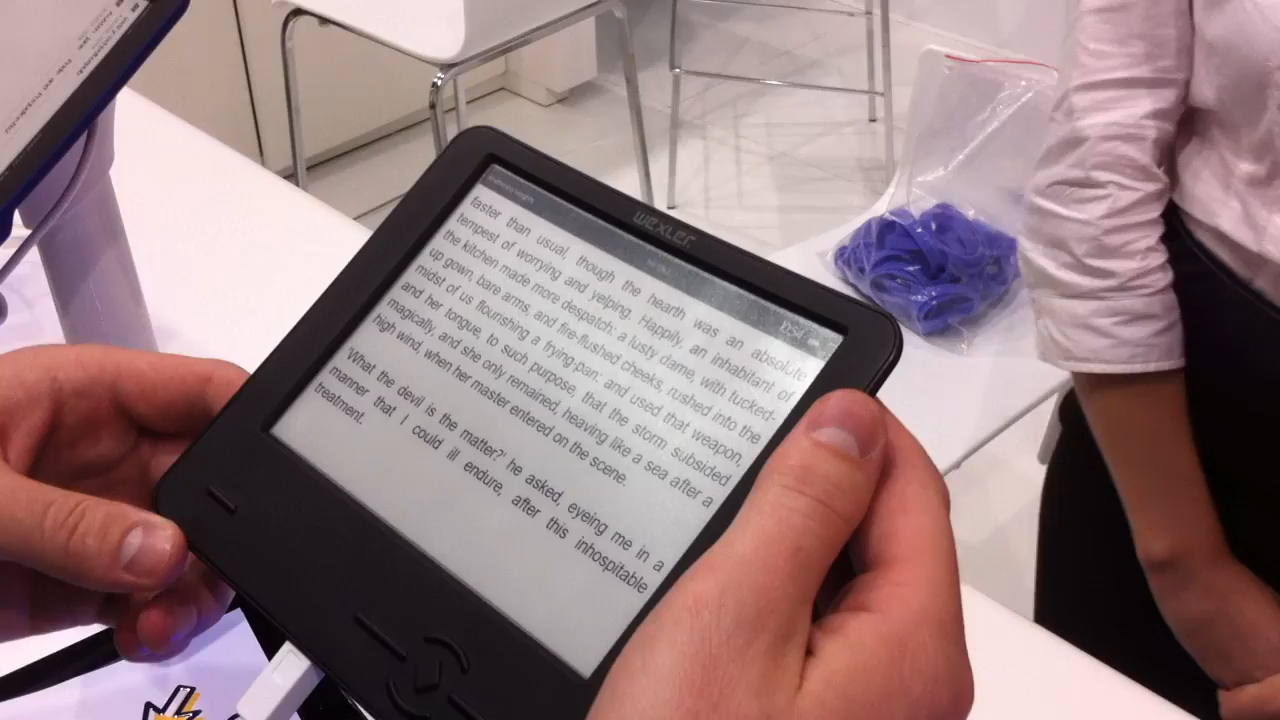 wexler
Wuthering Heights
faster than usual, though the hearth was an absolute
tempest of worrying and yelping. Happily, an inhabitant of
the kitchen made more despatch: a lusty dame, with tucked-
up gown, bare arms, and fire-flushed cheeks, rushed into the
midst of us flourishing a frying-pan: and used that weapon,
and her tongue, to such purpose, that the storm subsided
magically, and she only remained, heaving like a sea after a
high wind, when her master entered on the scene.
'What the devil is the matter?' he asked, eyeing me in a
manner that I could ill endure, after this inhospitable
treatment.